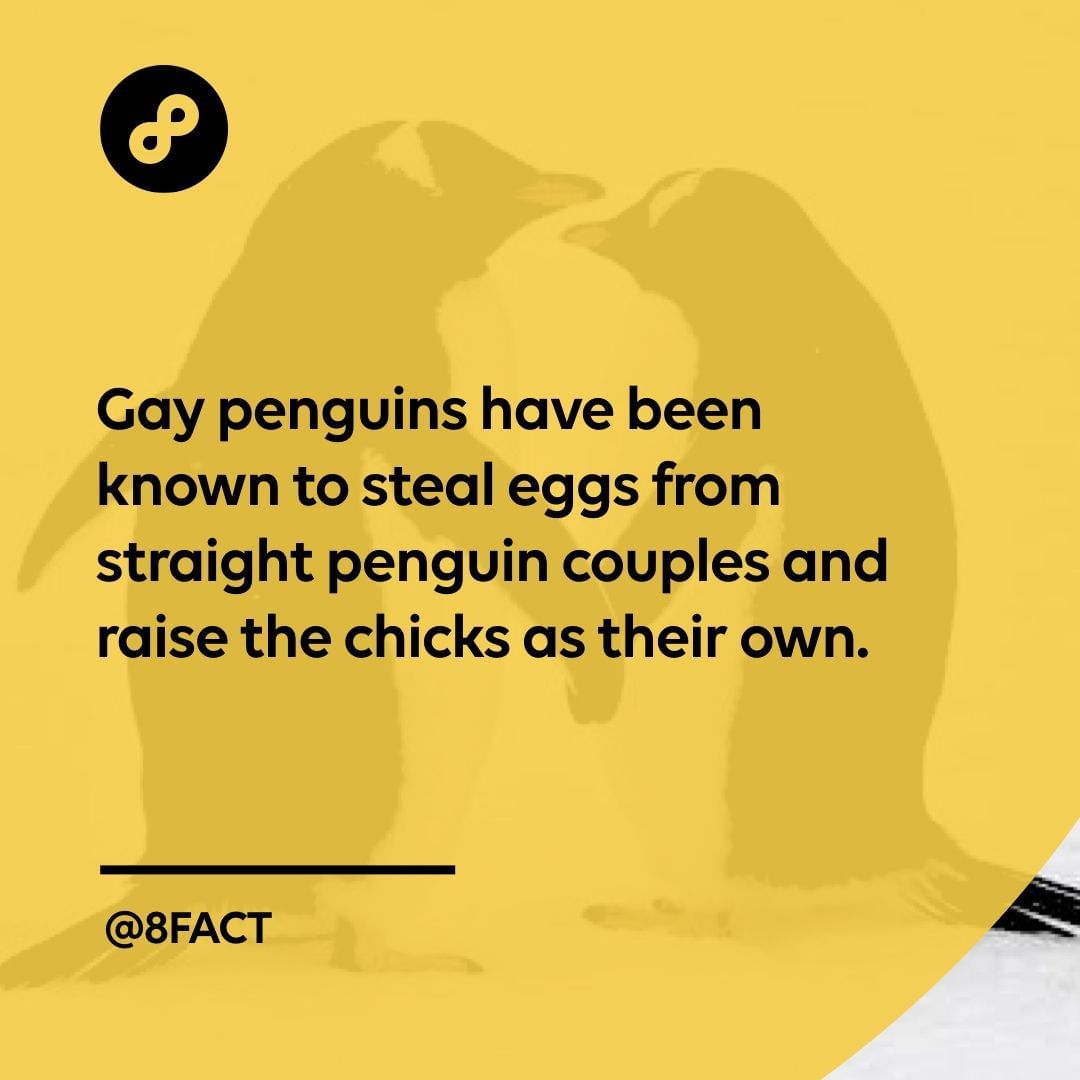 Gay penguins have been
known to steal eggs from
straight penguin couples and
raise the chicks as their own.
@8FACT